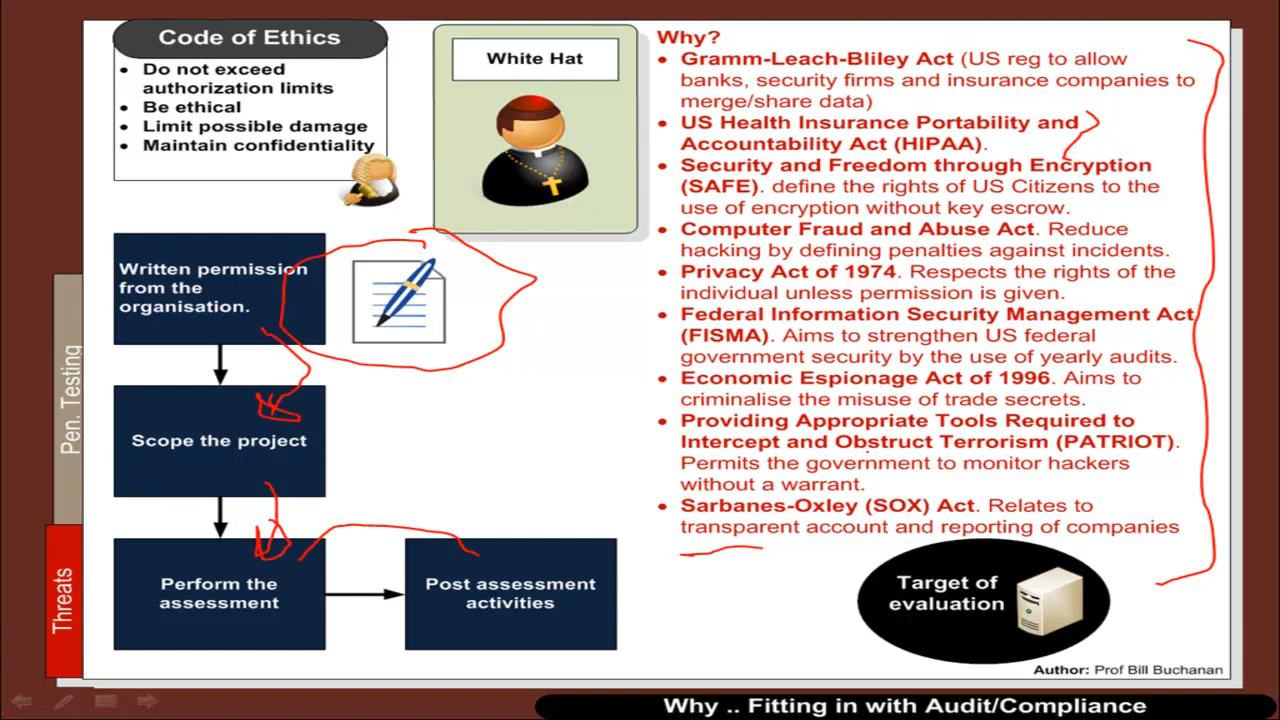 Code of Ethics
• Do not exceed
authorization limits
• Be ethical
• Limit possible damage
• Maintain confidentiality
White Hat
Written permission
from the
organisation.
Scope the project
Perform the
assessment
Post assessment
activities
Why?
• Gramm-Leach-Bliley Act (US reg to allow
banks, security firms and insurance companies to
merge/share data)
• US Health Insurance Portability and
Accountability Act (HIPAA).
• Security and Freedom through Encryption
(SAFE). define the rights of US Citizens to the
use of encryption without key escrow.
• Computer Fraud and Abuse Act. Reduce
hacking by defining penalties against incidents.
• Privacy Act of 1974. Respects the rights of the
individual unless permission is given.
• Federal Information Security Management Act
(FISMA). Aims to strengthen US federal
government security by the use of yearly audits.
• Economic Espionage Act of 1996. Aims to
criminalise the misuse of trade secrets.
• Providing Appropriate Tools Required to
Intercept and Obstruct Terrorism (PATRIOT).
Permits the government to monitor hackers
without a warrant.
• Sarbanes-Oxley (SOX) Act. Relates to
transparent account and reporting of companies
Target of
evaluation
Author: Prof Bill Buchanan
Pen. Testing
Threats
Why .. Fitting in with Audit/Compliance